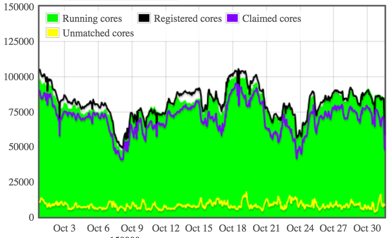 150000
Running cores Registered cores Claimed cores
Unmatched cores
125000
100000
75000
50000
25000
0
Oct 3 Oct 6 Oct 9 Oct 12 Oct 15 Oct 18 Oct 21 Oct 24 Oct 27 Oct 30